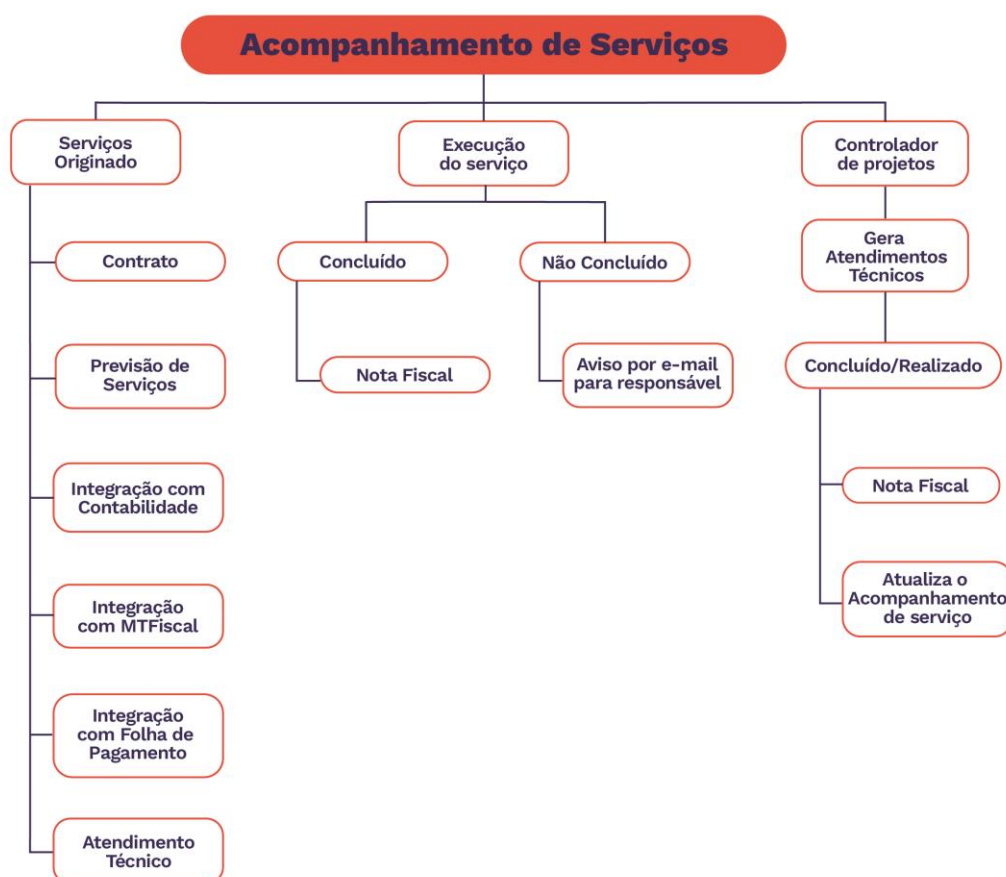 Acompanhamento de Serviços
Serviços
Originado
Contrato
Previsão de
Serviços
Integração com
Contabilidade
Integração
com MTFiscal
Integração
com Folha de
Pagamento
Atendimento
Técnico
Execução
do serviço
Concluído
Nota Fiscal
Não Concluído
Aviso por e-mail
para responsável
Controlador
de projetos
Gera
Atendimentos
Técnicos
Concluído/Realizado
Nota Fiscal
Atualiza o
Acompanhamento
de serviço